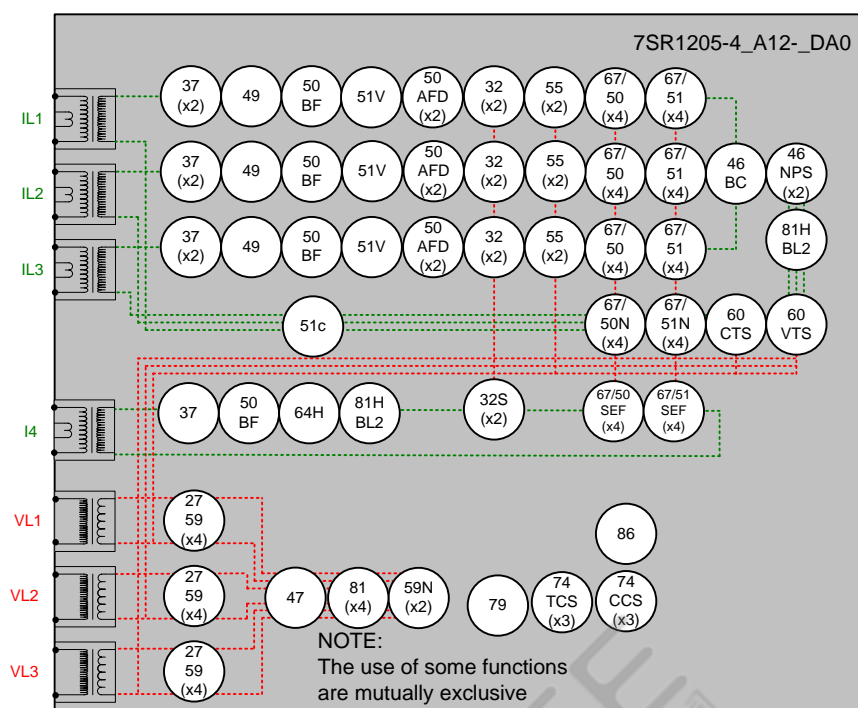 7SR1205-4_A12-_DA0
IL1
37
(x2)
49
50
BF
51V
50
AFD
(x2)
32
(x2)
55
(x2)
67/
50
(x4)
67/
51
(x4)
IL2
37
(x2)
49
50
BF
51V
50
AFD
(x2)
32
(x2)
55
(x2)
67/
50
(x4)
67/
51
(x4)
46
BC
46
NPS
(x2)
IL3
37
(x2)
49
50
BF
51V
50
AFD
(x2)
32
(x2)
55
(x2)
67/
50
(x4)
67/
51
(x4)
81H
BL2
51c
67/
50N
(x4)
67/
51N
(x4)
60
CTS
60
VTS
I4
37
50
BF
64H
81H
BL2
32S
(x2)
67/50
SEF
(x4)
67/51
SEF
(x4)
VL1
27
59
(x4)
86
VL2
27
59
(x4)
47
81
(x4)
59N
(x2)
79
74
TCS
(x3)
74
CCS
(x3)
VL3
27
59
(x4)
NOTE:
The use of some functions
are mutually exclusive